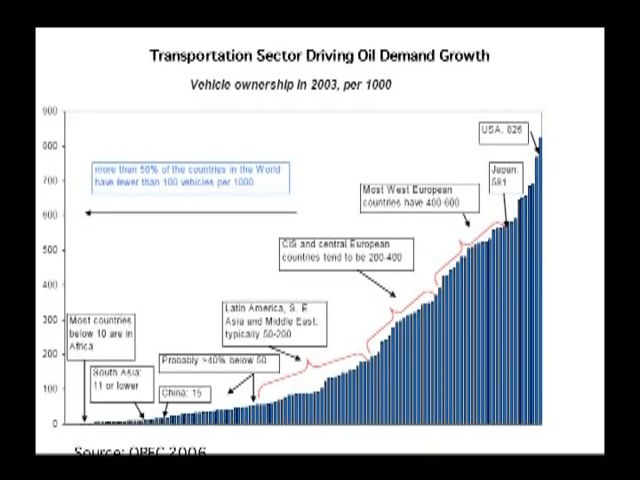 Transportation Sector Driving Oil Demand Growth
Vehicle ownership in 2003, per 1000
900
800
700
600
500
400
300
200
100
0
USA: 826
Japan:
581
more than 50% of the countries in the World
have fewer than 100 vehicles per 1000.
Most West European
countries have 400-600
CIS and central European
countries tend to be 200-400
Latin America, S. E.
Asia and Middle East:
typically 50-200
Most countries
below 10 are in
Africa
Probably >40% below 50
South Asia:
11 or lower
China: 15
Source: OPEC 2006